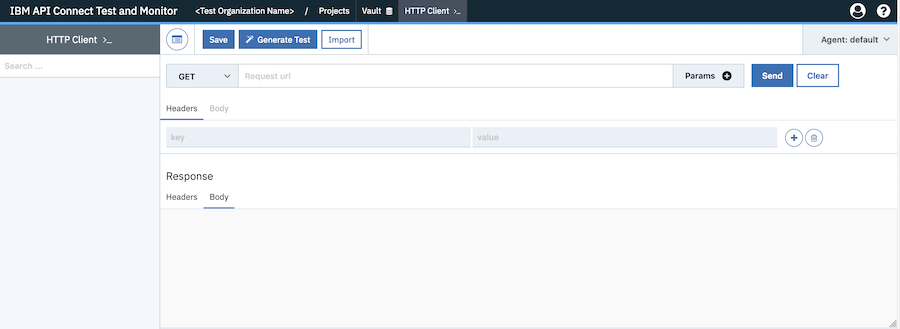 IBM API Connect Test and Monitor <Test Organization Name> / Projects Vault HTTP Client >_ ?
HTTP Client >_ Save Generate Test Import Agent: default
Search ...
GET Request url Params Send Clear
Headers Body
key value
Response
Headers Body